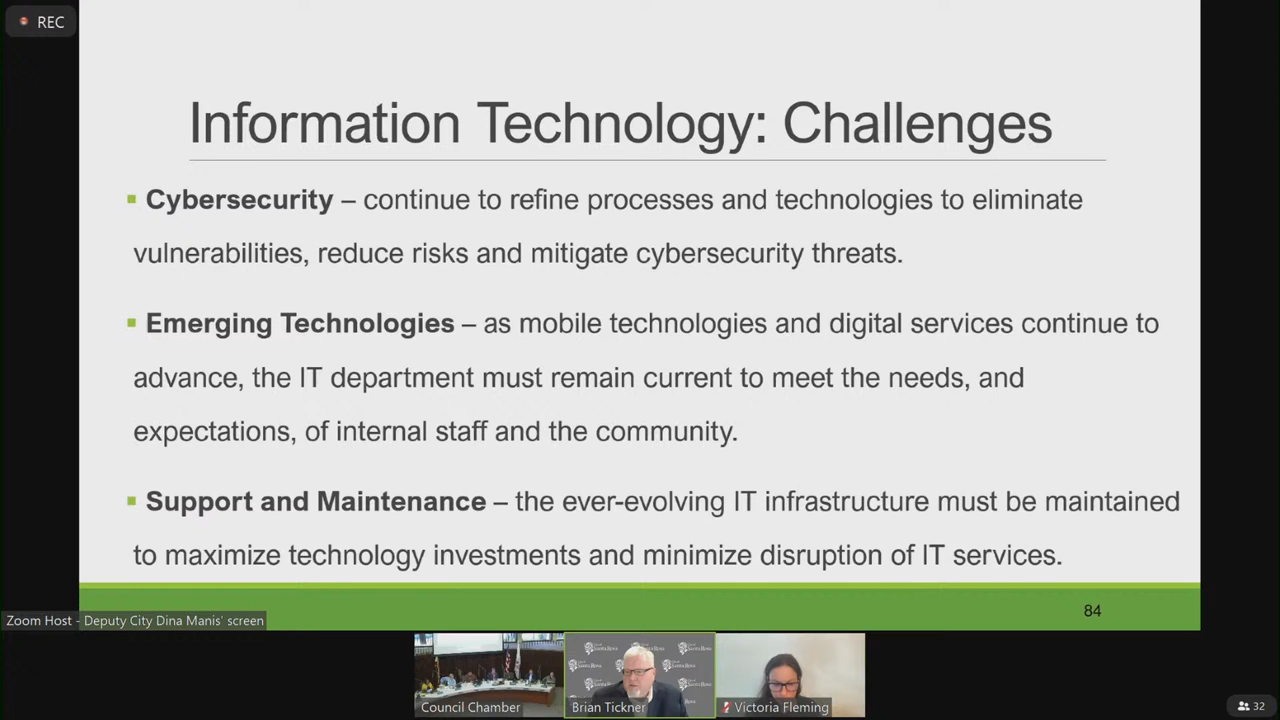 REC
Information Technology: Challenges
▪ Cybersecurity – continue to refine processes and technologies to eliminate
vulnerabilities, reduce risks and mitigate cybersecurity threats.
▪ Emerging Technologies – as mobile technologies and digital services continue to
advance, the IT department must remain current to meet the needs, and
expectations, of internal staff and the community.
▪ Support and Maintenance – the ever-evolving IT infrastructure must be maintained
to maximize technology investments and minimize disruption of IT services.
84
Zoom Host - Deputy City Dina Manis' screen
Council Chamber
Brian Tickner
Victoria Fleming
32